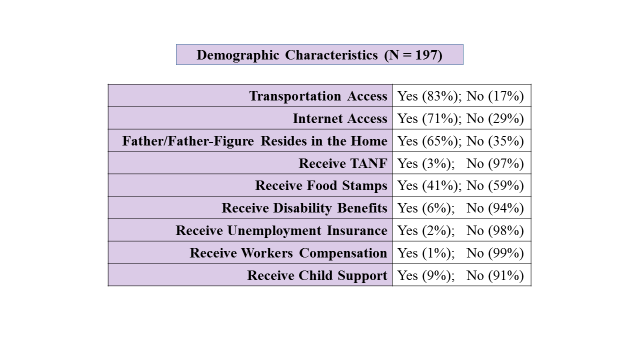 Demographic Characteristics (N = 197)
Transportation Access Yes (83%); No (17%)
Internet Access Yes (71%); No (29%)
Father/Father-Figure Resides in the Home Yes (65%); No (35%)
Receive TANF Yes (3%); No (97%)
Receive Food Stamps Yes (41%); No (59%)
Receive Disability Benefits Yes (6%); No (94%)
Receive Unemployment Insurance Yes (2%); No (98%)
Receive Workers Compensation Yes (1%); No (99%)
Receive Child Support Yes (9%); No (91%)